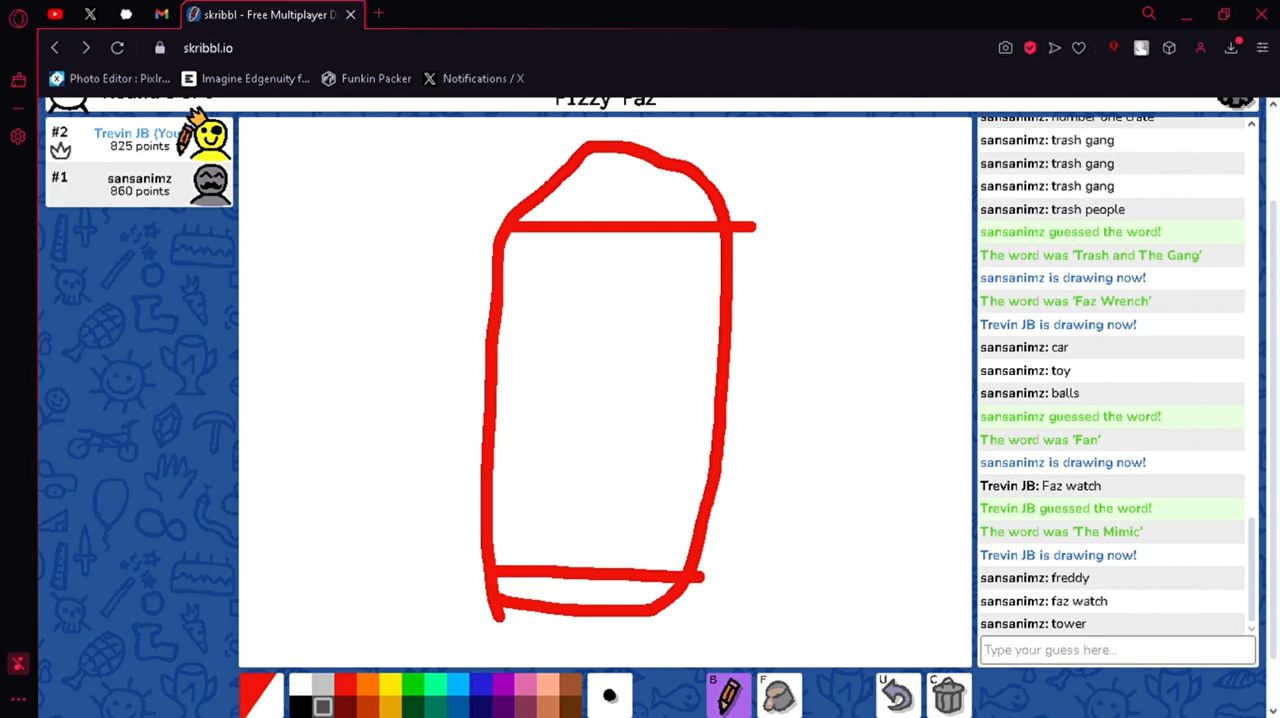 skribbl - Free Multiplayer D
skribbl.io
Photo Editor : Pixlr...
Imagine Edgenuity f...
Funkin Packer
Notifications / X
Fizzy Faz
#2
Trevin JB (You
825 points
#1
sansanimz
860 points
sansanimz: number one crate
sansanimz: trash gang
sansanimz: trash gang
sansanimz: trash gang
sansanimz: trash people
sansanimz guessed the word!
The word was 'Trash and The Gang'
sansanimz is drawing now!
The word was 'Faz Wrench'
Trevin JB is drawing now!
sansanimz: car
sansanimz: toy
sansanimz: balls
sansanimz guessed the word!
The word was 'Fan'
sansanimz is drawing now!
Trevin JB: Faz watch
Trevin JB guessed the word!
The word was 'The Mimic'
Trevin JB is drawing now!
sansanimz: freddy
sansanimz: faz watch
sansanimz: tower
Type your guess here...
B
F
U
C